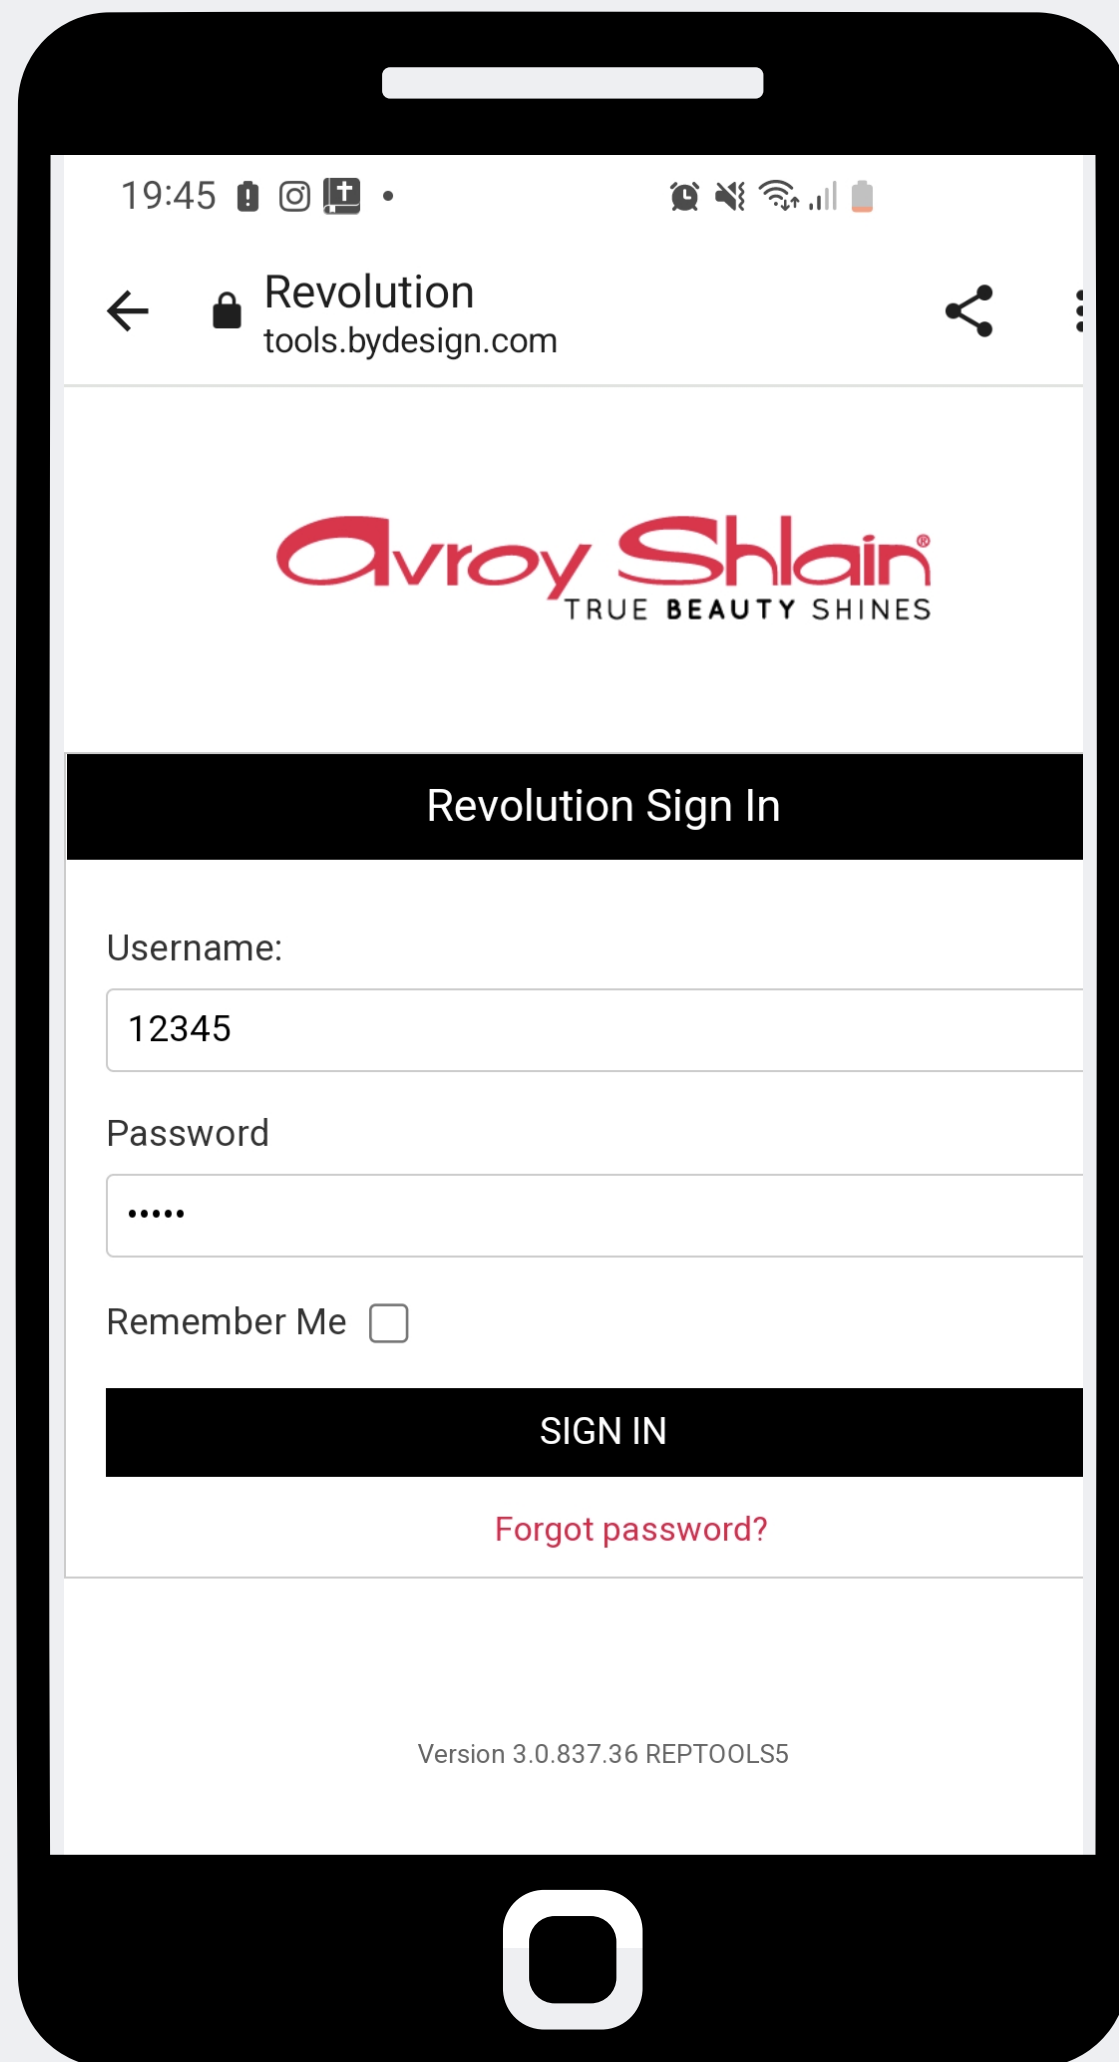 19:45
Revolution
tools.bydesign.com
avroy Shlain®
TRUE BEAUTY SHINES
Revolution Sign In
Username:
12345
Password
•••••
Remember Me
SIGN IN
Forgot password?
Version 3.0.837.36 REPTOOLS5